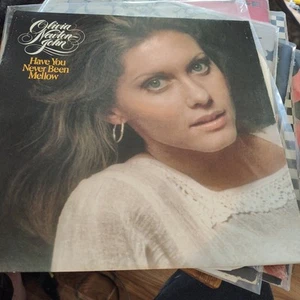 Olivia
Newton-
John
Have You
Never Been
Mellow